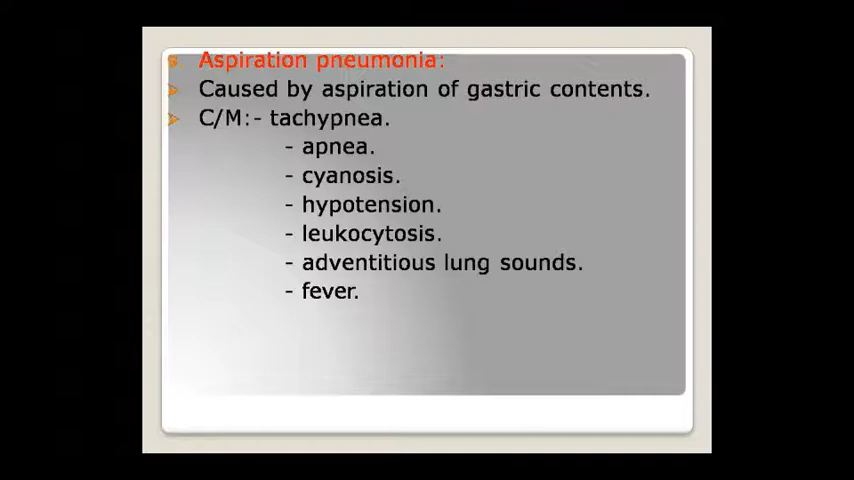 Aspiration pneumonia:
Caused by aspiration of gastric contents.
C/M:- tachypnea.
- apnea.
- cyanosis.
- hypotension.
- leukocytosis.
- adventitious lung sounds.
- fever.